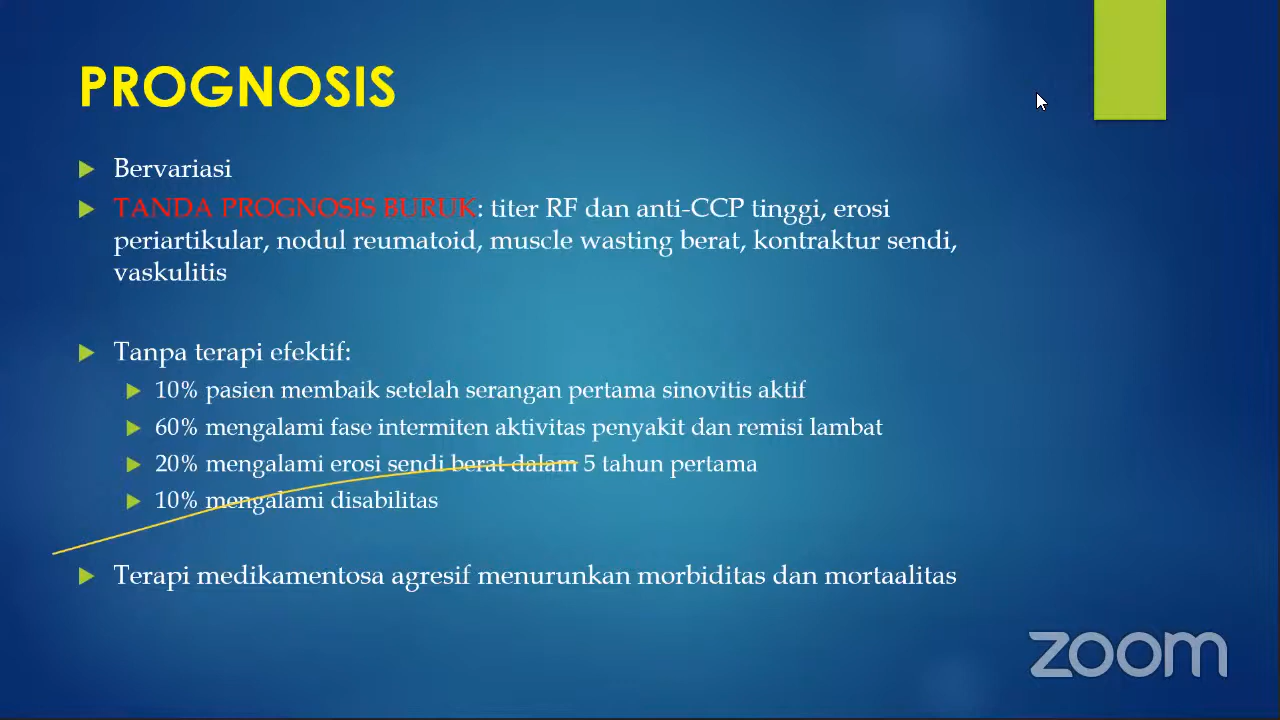 PROGNOSIS
Bervariasi
TANDA PROGNOSIS BURUK: titer RF dan anti-CCP tinggi, erosi
periartikular, nodul reumatoid, muscle wasting berat, kontraktur sendi,
vaskulitis
Tanpa terapi efektif:
10% pasien membaik setelah serangan pertama sinovitis aktif
60% mengalami fase intermiten aktivitas penyakit dan remisi lambat
20% mengalami erosi sendi berat dalam 5 tahun pertama
10% mengalami disabilitas
Terapi medikamentosa agresif menurunkan morbiditas dan mortaalitas
zoom